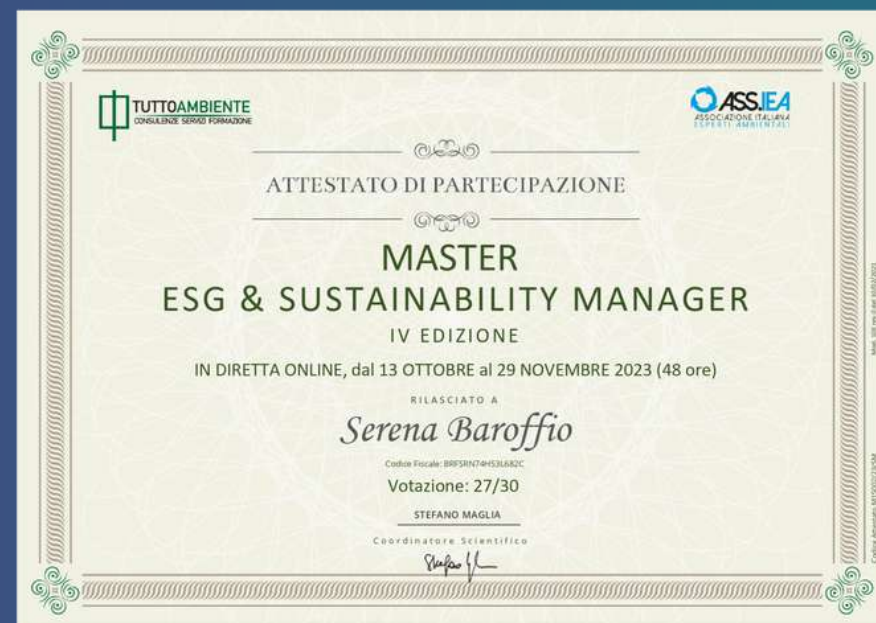 TUTTOAMBIENTE
CONSULENZE SERVIZI FORMAZIONE
ASS.IEA
ASSOCIAZIONE ITALIANA
ESPERTI AMBIENTALI
ATTESTATO DI PARTECIPAZIONE
MASTER
ESG & SUSTAINABILITY MANAGER
IV EDIZIONE
IN DIRETTA ONLINE, dal 13 OTTOBRE al 29 NOVEMBRE 2023 (48 ore)
RILASCIATO A
Serena Baroffio
Codice Fiscale: BRFSRN74H53L682C
Votazione: 27/30
STEFANO MAGLIA
Coordinatore Scientifico